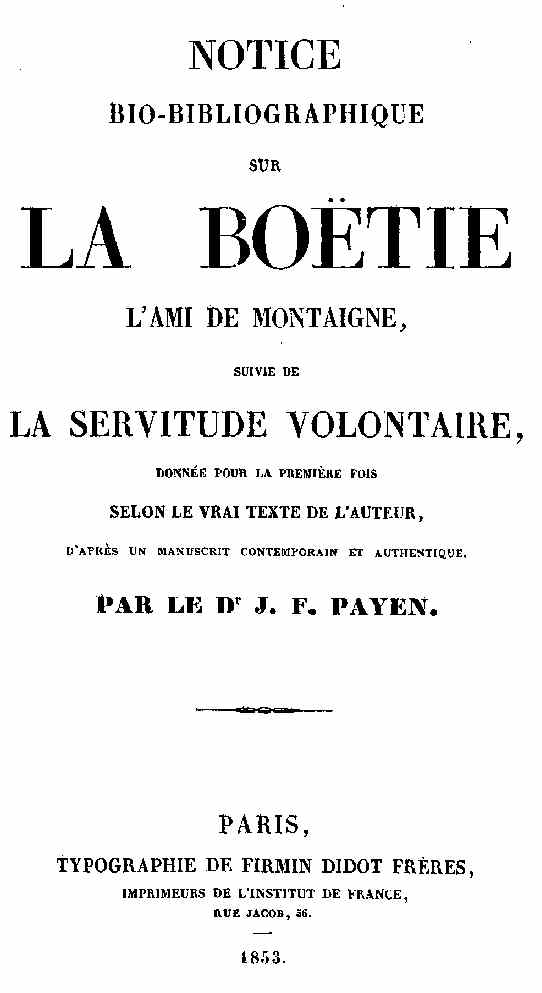 NOTICE
BIO-BIBLIOGRAPHIQUE
SUR
LA BOËTIE
L'AMI DE MONTAIGNE,
SUIVIE DE
LA SERVITUDE VOLONTAIRE,
DONNÉE POUR LA PREMIÈRE FOIS
SELON LE VRAI TEXTE DE L'AUTEUR,
D'APRÈS UN MANUSCRIT CONTEMPORAIN ET AUTHENTIQUE.
PAR LE Dr J. F. PAYEN.
PARIS,
TYPOGRAPHIE DE FIRMIN DIDOT FRÈRES,
IMPRIMEURS DE L'INSTITUT DE FRANCE,
RUE JACOB, 56.
1853.